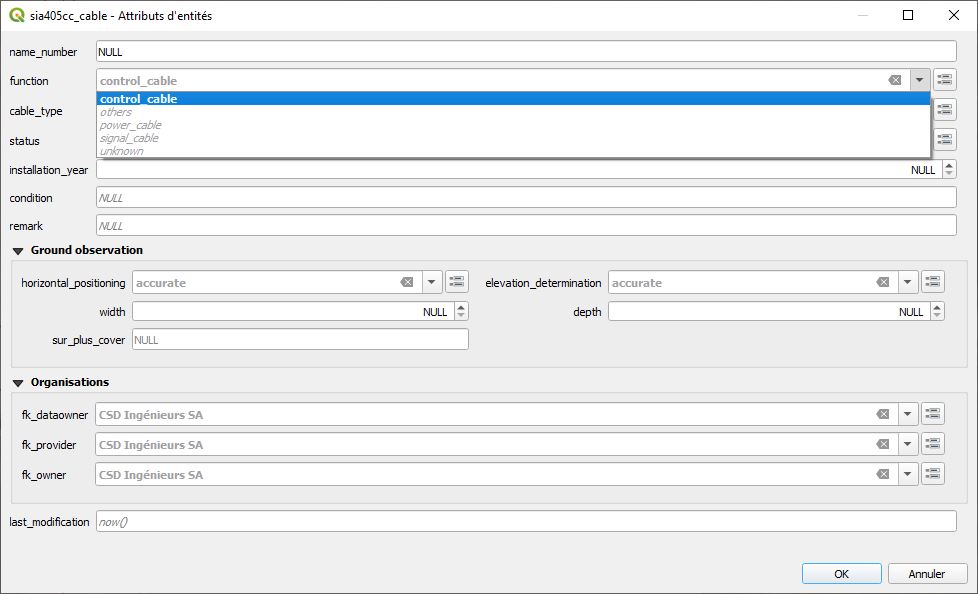 sia405cc_cable - Attributs d'entités
name_number NULL
function control_cable
control_cable
others
power_cable
signal_cable
unknown
cable_type
status
installation_year NULL
condition NULL
remark NULL
Ground observation
horizontal_positioning accurate elevation_determination accurate
width NULL depth NULL
sur_plus_cover NULL
Organisations
fk_dataowner CSD Ingénieurs SA
fk_provider CSD Ingénieurs SA
fk_owner CSD Ingénieurs SA
last_modification now()
OK Annuler